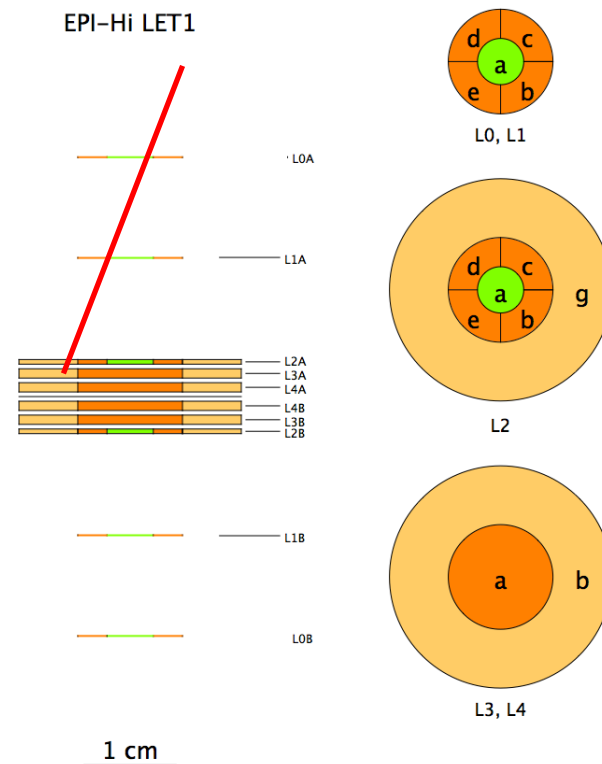 EPI-Hi LET1
L0A
L1A
L2A
L3A
L4A
L4B
L3B
L2B
L1B
L0B
1 cm
d c
a
e b
L0, L1
d c
a g
e b
L2
a b
L3, L4